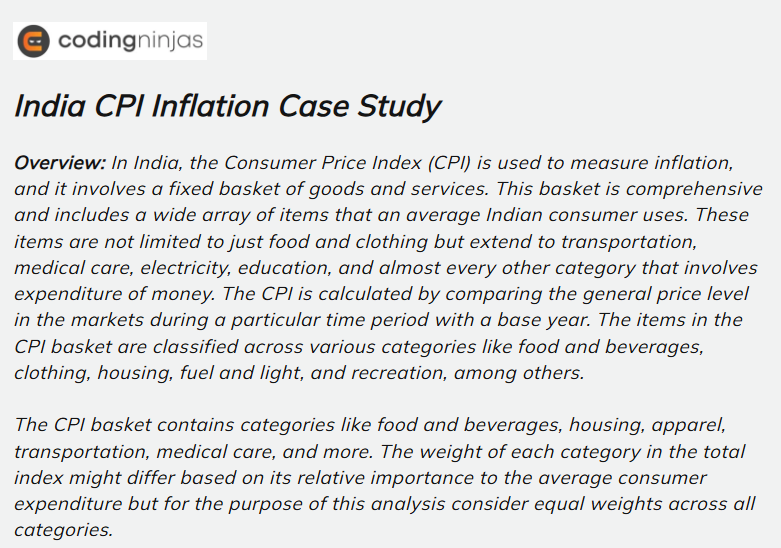 codingninjas
India CPI Inflation Case Study
Overview: In India, the Consumer Price Index (CPI) is used to measure inflation,
and it involves a fixed basket of goods and services. This basket is comprehensive
and includes a wide array of items that an average Indian consumer uses. These
items are not limited to just food and clothing but extend to transportation,
medical care, electricity, education, and almost every other category that involves
expenditure of money. The CPI is calculated by comparing the general price level
in the markets during a particular time period with a base year. The items in the
CPI basket are classified across various categories like food and beverages,
clothing, housing, fuel and light, and recreation, among others.
The CPI basket contains categories like food and beverages, housing, apparel,
transportation, medical care, and more. The weight of each category in the total
index might differ based on its relative importance to the average consumer
expenditure but for the purpose of this analysis consider equal weights across all
categories.